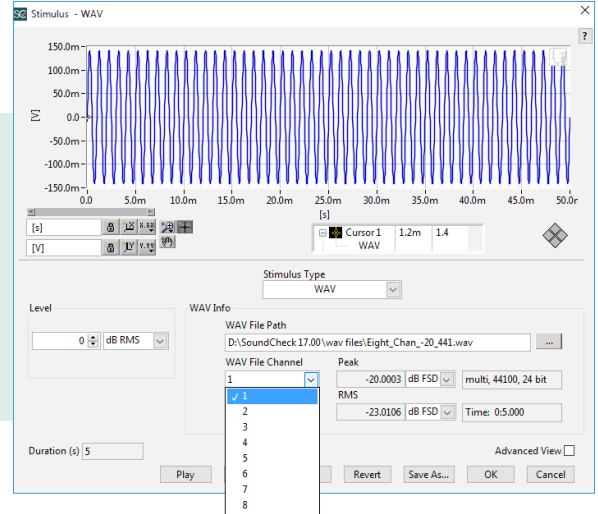 SC Stimulus - WAV
?
150.0m
100.0m
50.0m
0.0
-50.0m
-100.0m
-150.0m
[V]
0.0 5.0m 10.0m 15.0m 20.0m 25.0m 30.0m 35.0m 40.0m 45.0m 50.0r
[s]
[s]
[V]
Cursor 1 1.2m 1.4
WAV
Stimulus Type
WAV
Level
0 dB RMS
WAV Info
WAV File Path
D:\SoundCheck 17.00\wav files\Eight_Chan_-20_441.wav ...
WAV File Channel
1
Peak
-20.0003 dB FSD multi, 44100, 24 bit
RMS
-23.0106 dB FSD Time: 0:5.000
✓ 1
2
3
4
5
6
7
8
Duration (s) 5
Advanced View
Play Revert Save As... OK Cancel